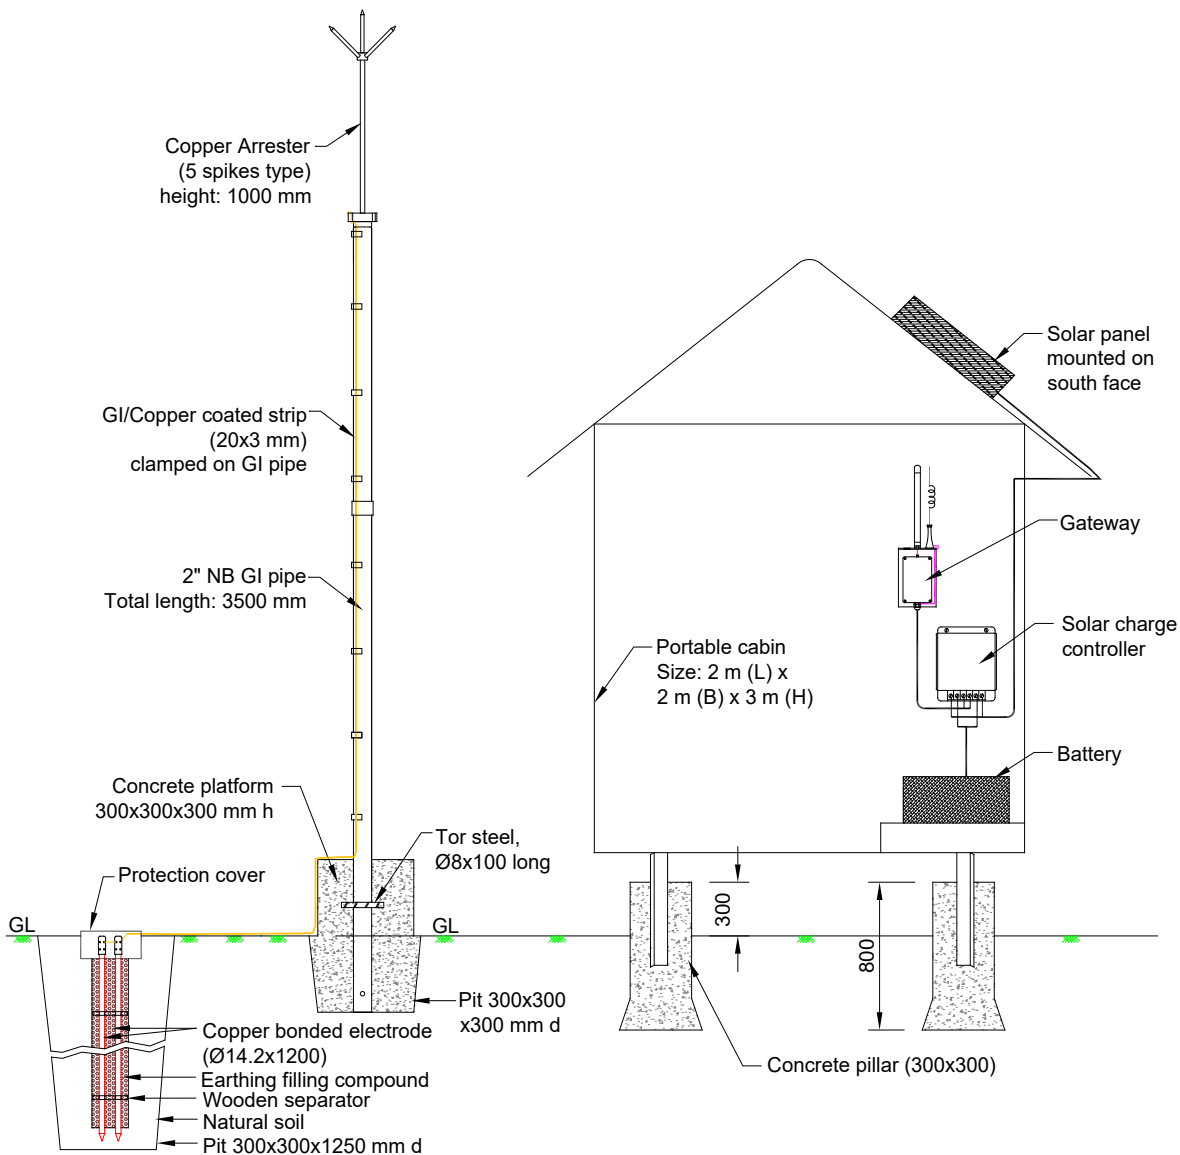 Copper Arrester
(5 spikes type)
height: 1000 mm
Solar panel
mounted on
south face
GI/Copper coated strip
(20x3 mm)
clamped on GI pipe
Gateway
2" NB GI pipe
Total length: 3500 mm
Solar charge
controller
Portable cabin
Size: 2 m (L) x
2 m (B) x 3 m (H)
Battery
Concrete platform
300x300x300 mm h
Tor steel,
Ø8x100 long
Protection cover
300
GL
GL
800
Pit 300x300
x300 mm d
Copper bonded electrode
(Ø14.2x1200)
Concrete pillar (300x300)
Earthing filling compound
Wooden separator
Natural soil
Pit 300x300x1250 mm d